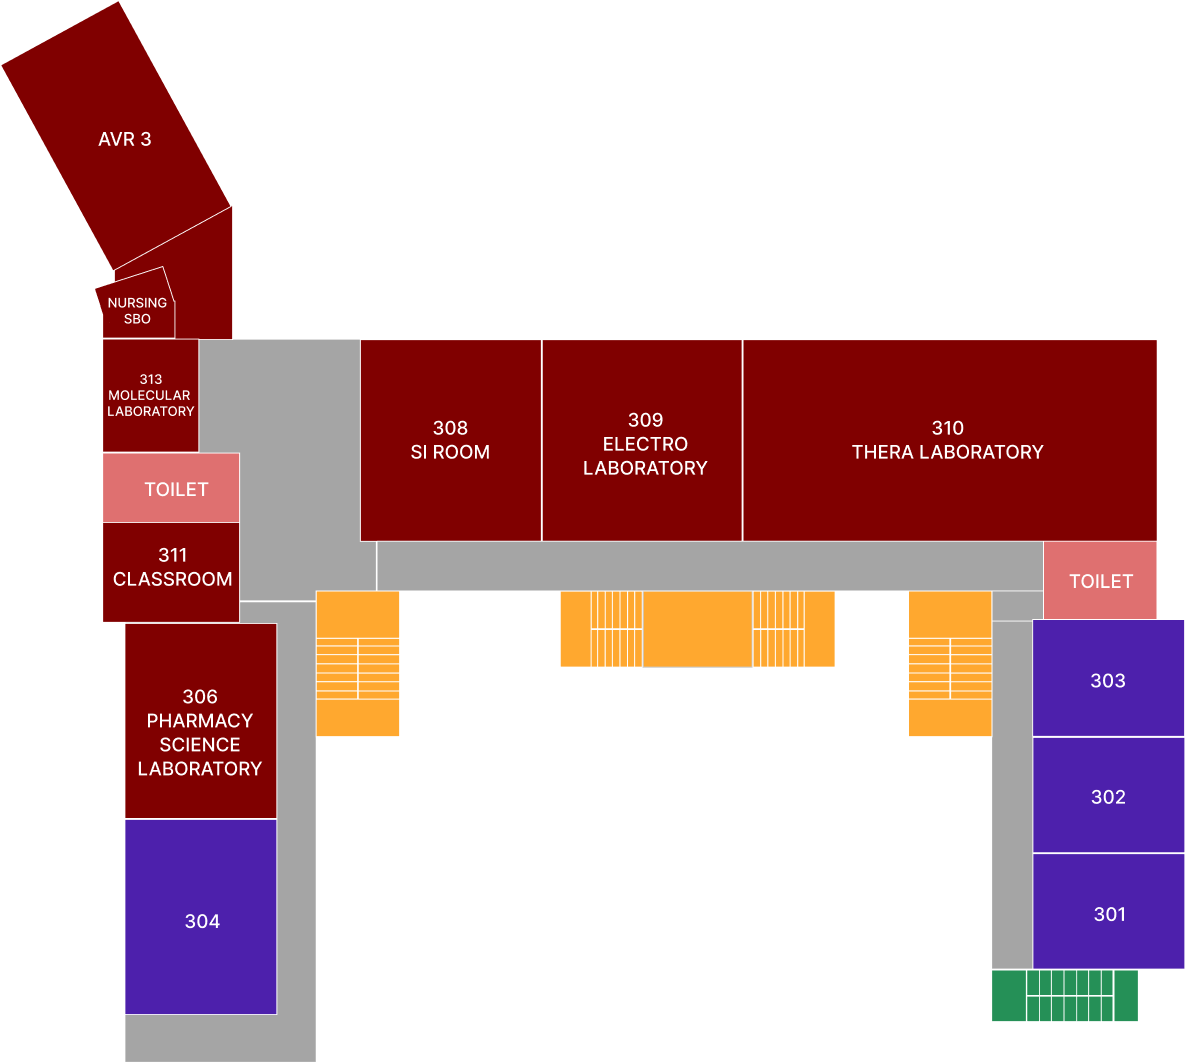 AVR 3
NURSING
SBO
313
MOLECULAR
LABORATORY
TOILET
311
CLASSROOM
308
SI ROOM
309
ELECTRO
LABORATORY
310
THERA LABORATORY
TOILET
306
PHARMACY
SCIENCE
LABORATORY
304
303
302
301